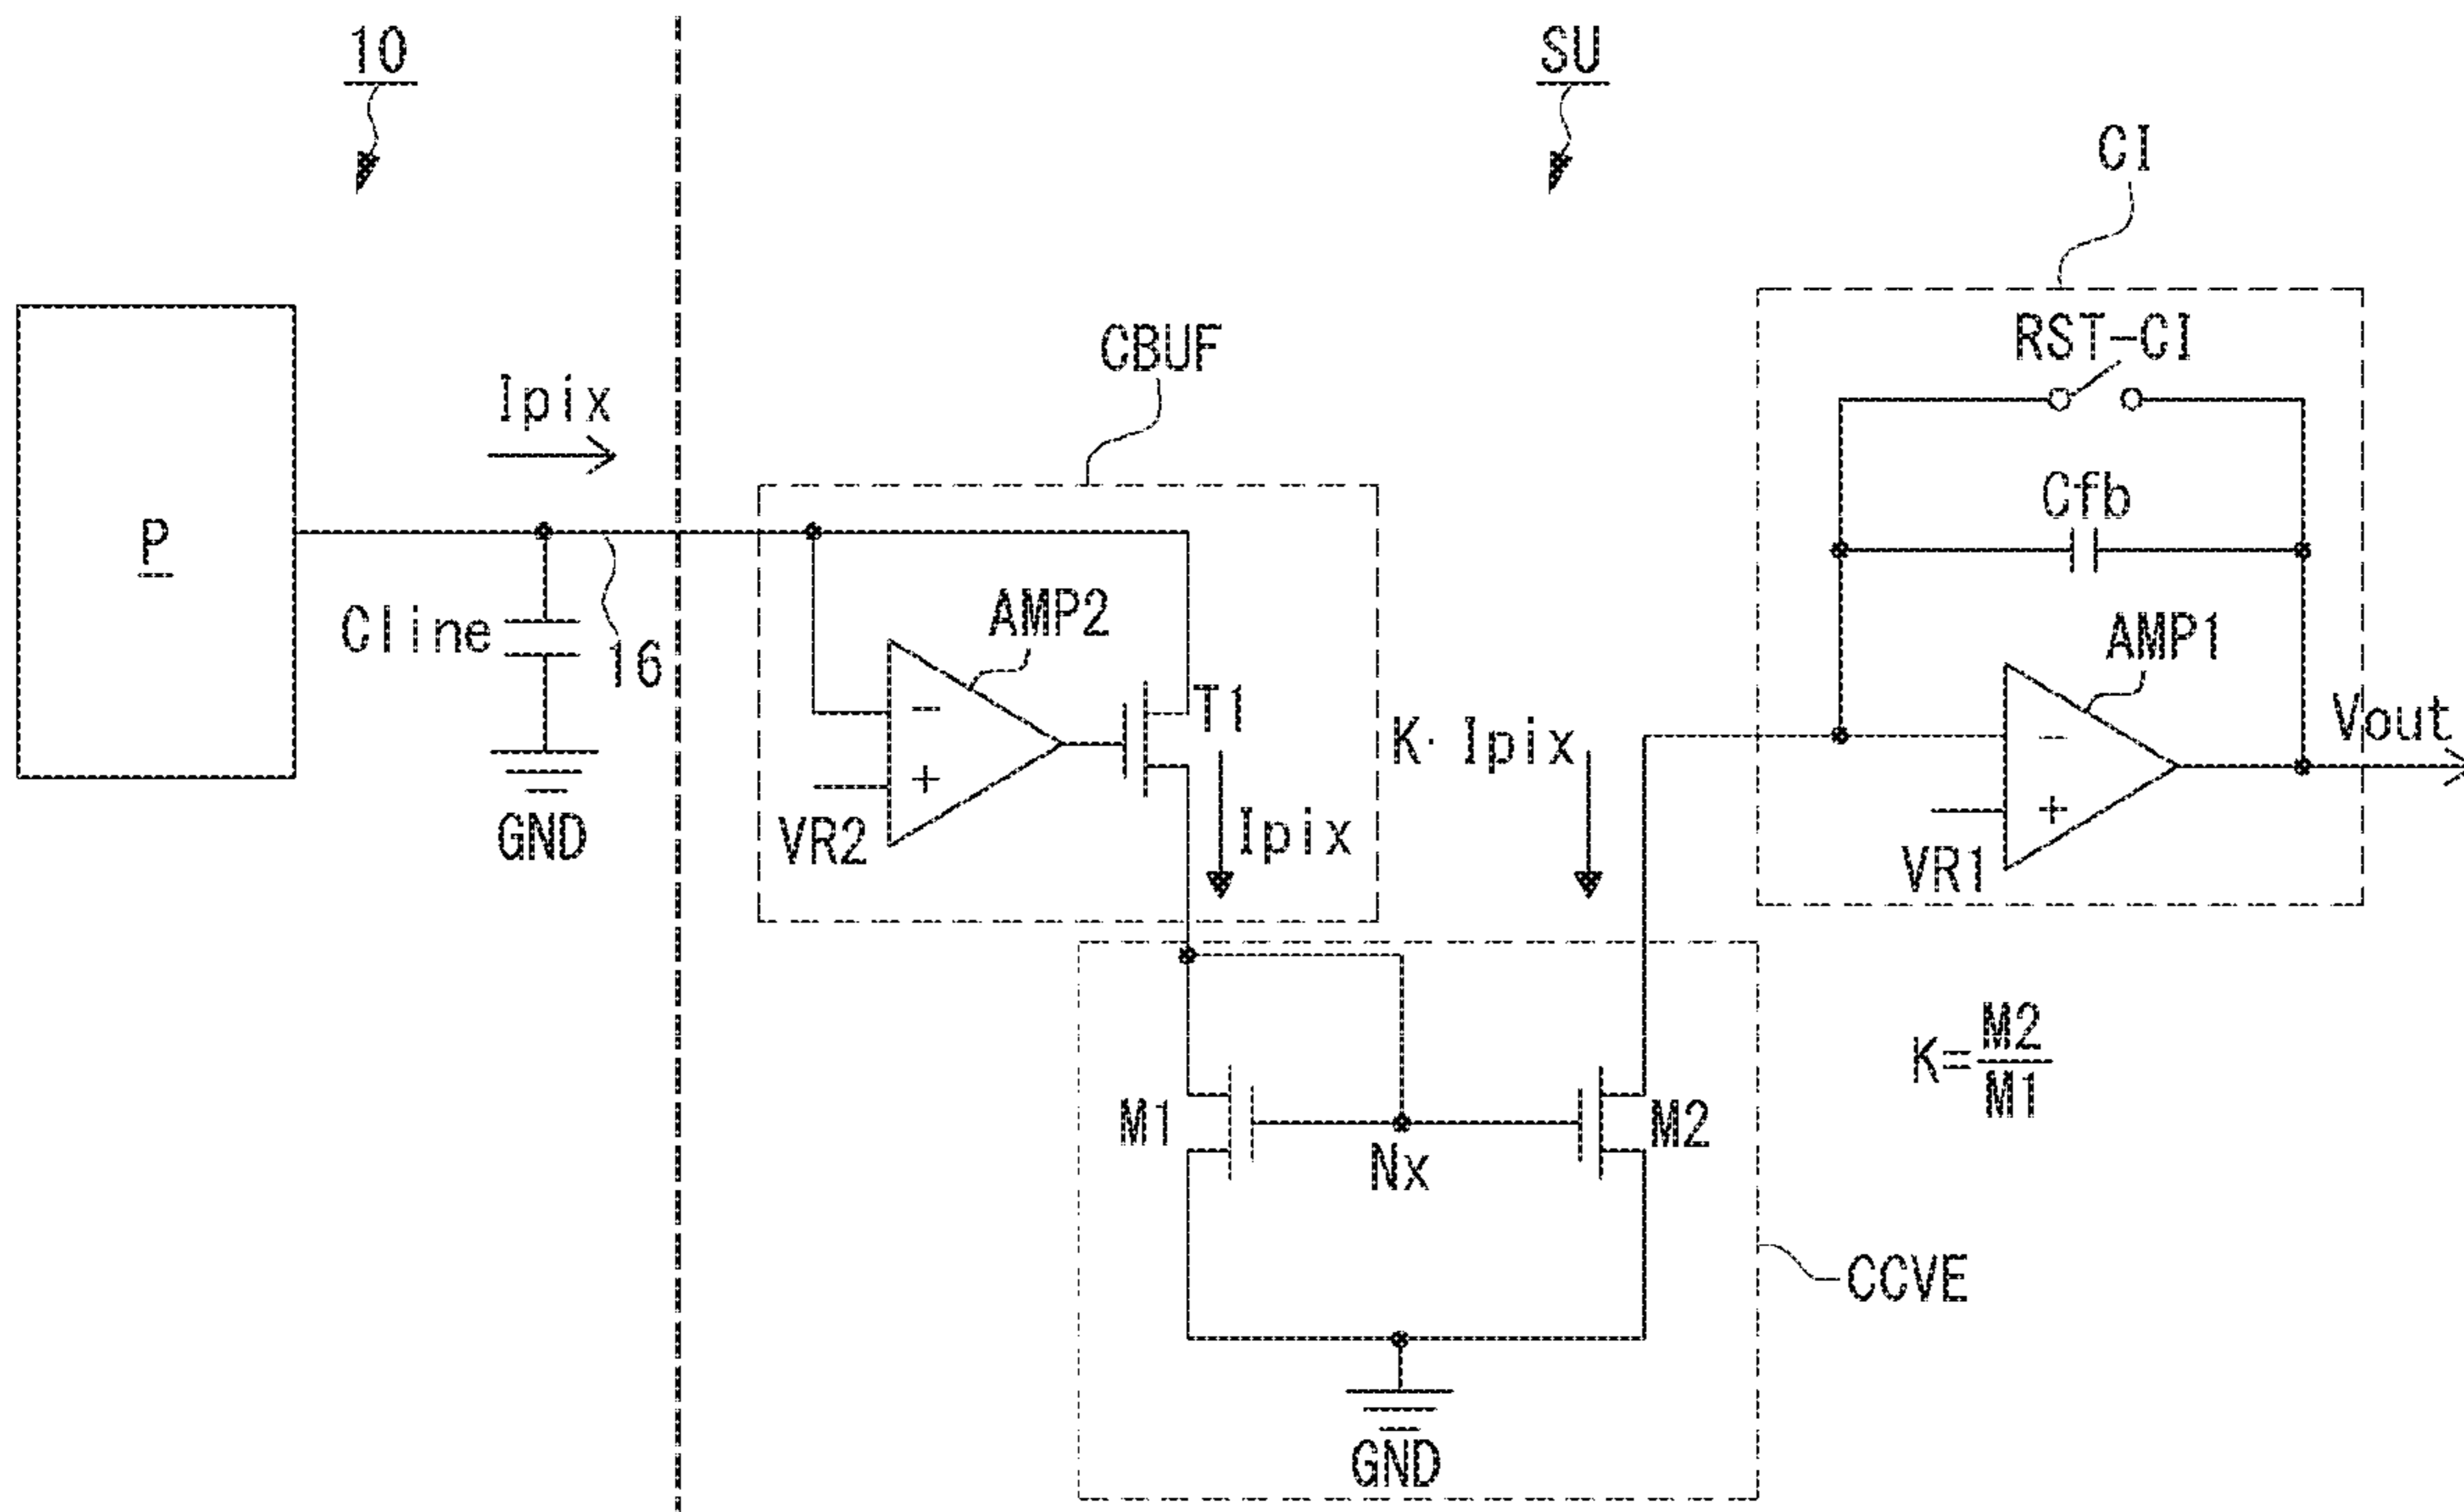 10
SU
CI
RST-CI
CBUF
Ipix
Cfb
P
AMP2
AMP1
Cline
16
T1
−
−
Vout
K· Ipix
+
+
VR2
Ipix
VR1
GND
K=M2/M1
M1
M2
Nx
CCVE
GND